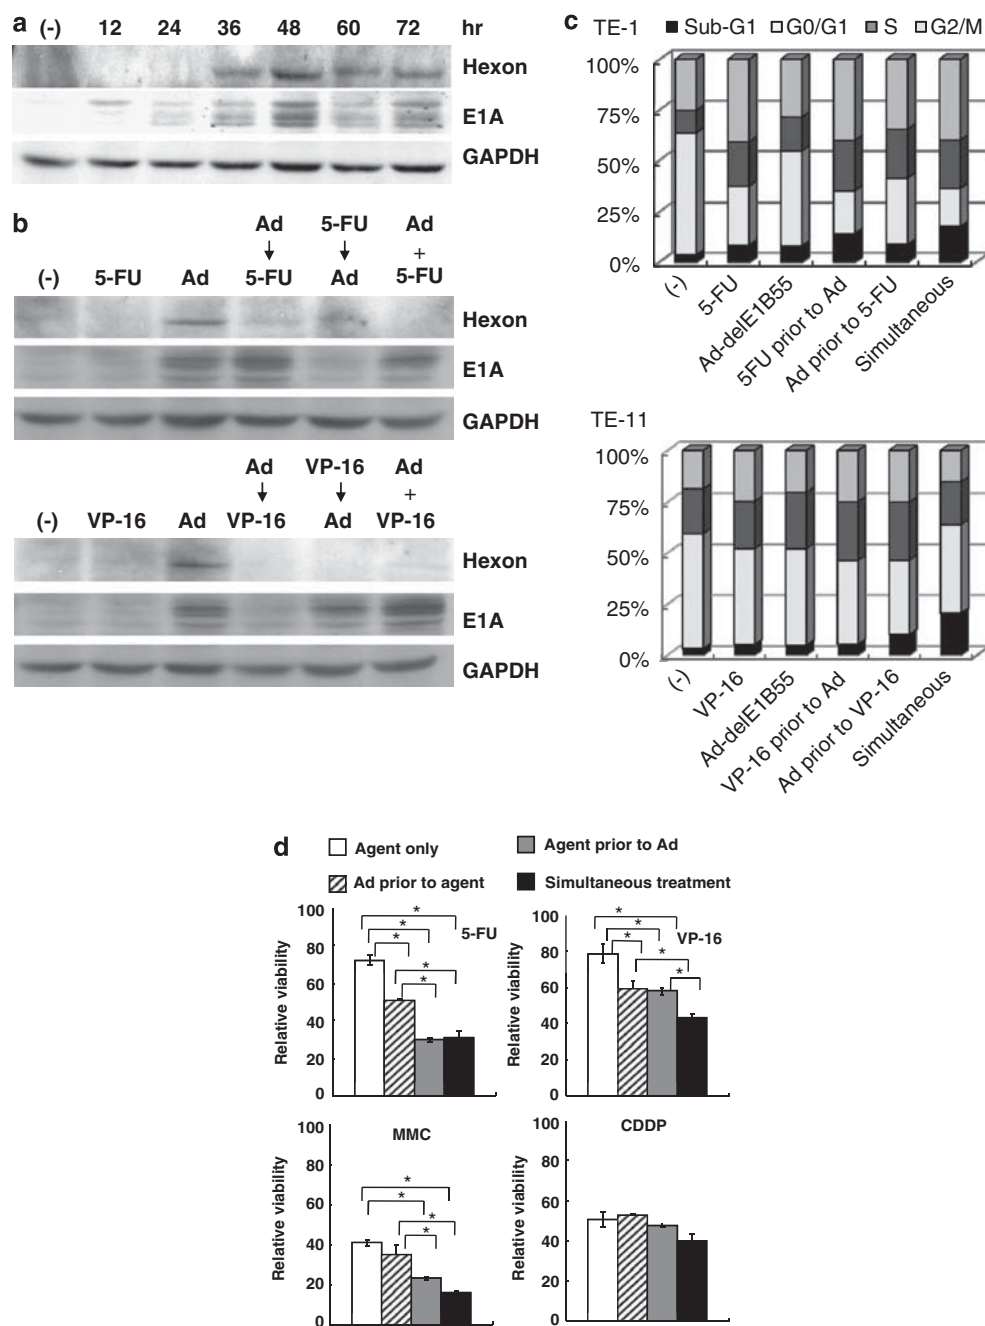 a (-) 12 24 36 48 60 72 hr
Hexon
E1A
GAPDH
b
Ad 5-FU Ad
↓ ↓ +
(-) 5-FU Ad 5-FU Ad 5-FU
Hexon
E1A
GAPDH
Ad VP-16 Ad
↓ ↓ +
(-) VP-16 Ad VP-16 Ad VP-16
Hexon
E1A
GAPDH
c TE-1 Sub-G1 G0/G1 S G2/M
100%
75%
50%
25%
0%
(-)
5-FU
Ad-delE1B55
5FU prior to Ad
Ad prior to 5-FU
Simultaneous
TE-11
100%
75%
50%
25%
0%
(-)
VP-16
Ad-delE1B55
VP-16 prior to Ad
Ad prior to VP-16
Simultaneous
d Agent only Agent prior to Ad
Ad prior to agent Simultaneous treatment
5-FU
Relative viability
100
80
60
40
20
0
*
*
*
*
*
VP-16
Relative viability
100
80
60
40
20
0
*
*
*
*
*
MMC
Relative viability
100
80
60
40
20
0
*
*
*
*
CDDP
Relative viability
100
80
60
40
20
0